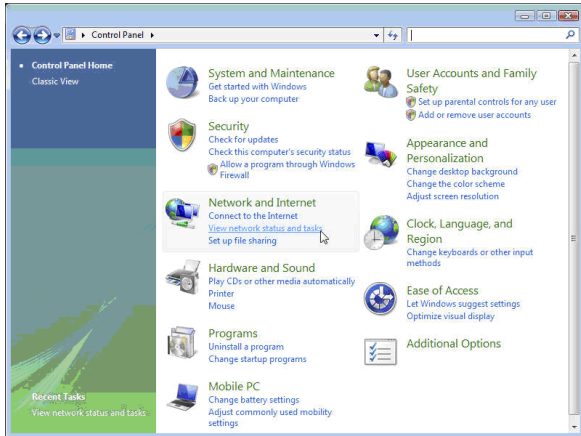 Control Panel
Control Panel Home
Classic View
Recent Tasks
View network status and tasks
System and Maintenance
Get started with Windows
Back up your computer
Security
Check for updates
Check this computer's security status
Allow a program through Windows
Firewall
Network and Internet
Connect to the Internet
View network status and tasks
Set up file sharing
Hardware and Sound
Play CDs or other media automatically
Printer
Mouse
Programs
Uninstall a program
Change startup programs
Mobile PC
Change battery settings
Adjust commonly used mobility
settings
User Accounts and Family
Safety
Set up parental controls for any user
Add or remove user accounts
Appearance and
Personalization
Change desktop background
Change the color scheme
Adjust screen resolution
Clock, Language, and
Region
Change keyboards or other input
methods
Ease of Access
Let Windows suggest settings
Optimize visual display
Additional Options